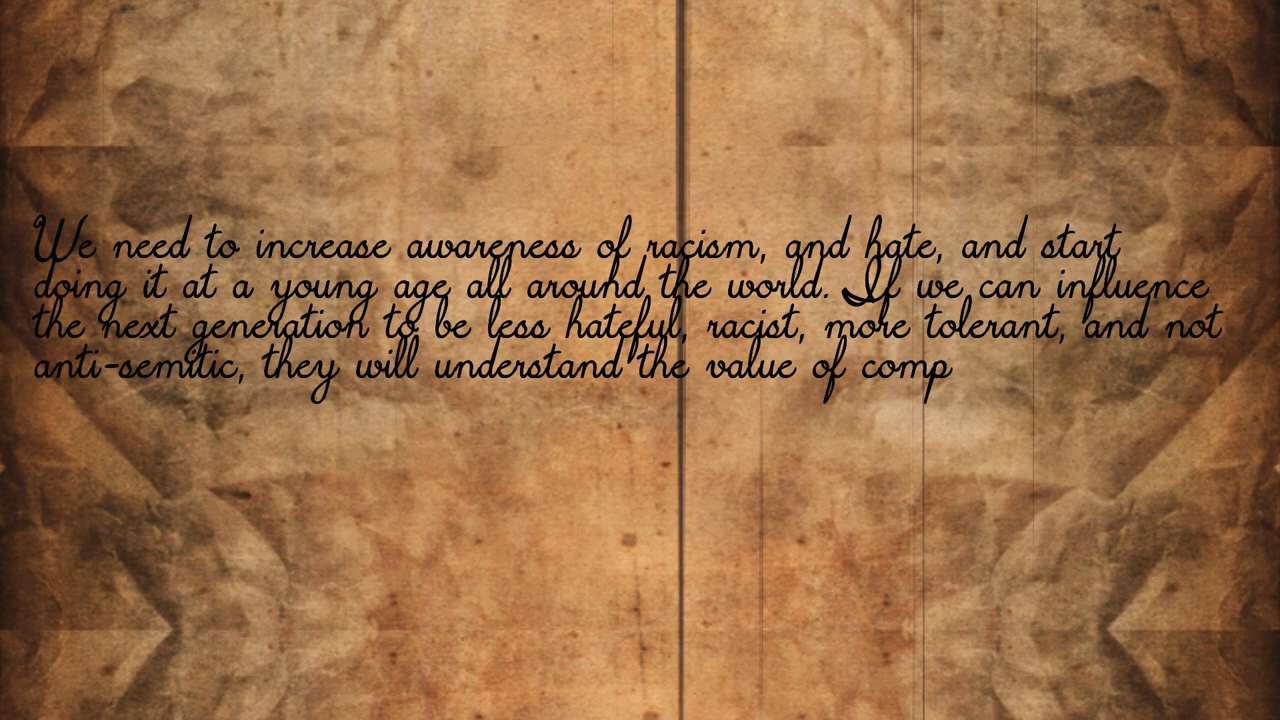 We need to increase awareness of racism, and hate, and start
doing it at a young age all around the world. If we can influence
the next generation to be less hateful, racist, more tolerant, and not
anti-semitic, they will understand the value of comp